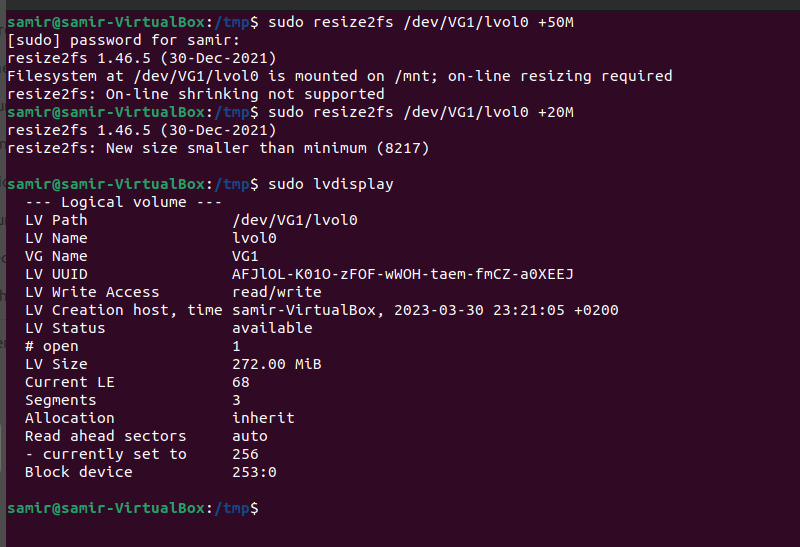 samir@samir-VirtualBox:/tmp$ sudo resize2fs /dev/VG1/lvol0 +50M
[sudo] password for samir:
resize2fs 1.46.5 (30-Dec-2021)
Filesystem at /dev/VG1/lvol0 is mounted on /mnt; on-line resizing required
resize2fs: On-line shrinking not supported
samir@samir-VirtualBox:/tmp$ sudo resize2fs /dev/VG1/lvol0 +20M
resize2fs 1.46.5 (30-Dec-2021)
resize2fs: New size smaller than minimum (8217)

samir@samir-VirtualBox:/tmp$ sudo lvdisplay
  --- Logical volume ---
  LV Path                /dev/VG1/lvol0
  LV Name                lvol0
  VG Name                VG1
  LV UUID                AFJlOL-K01O-zFOF-wWOH-taem-fmCZ-a0XEEJ
  LV Write Access        read/write
  LV Creation host, time samir-VirtualBox, 2023-03-30 23:21:05 +0200
  LV Status              available
  # open                 1
  LV Size                272.00 MiB
  Current LE             68
  Segments               3
  Allocation             inherit
  Read ahead sectors     auto
  - currently set to     256
  Block device           253:0

samir@samir-VirtualBox:/tmp$